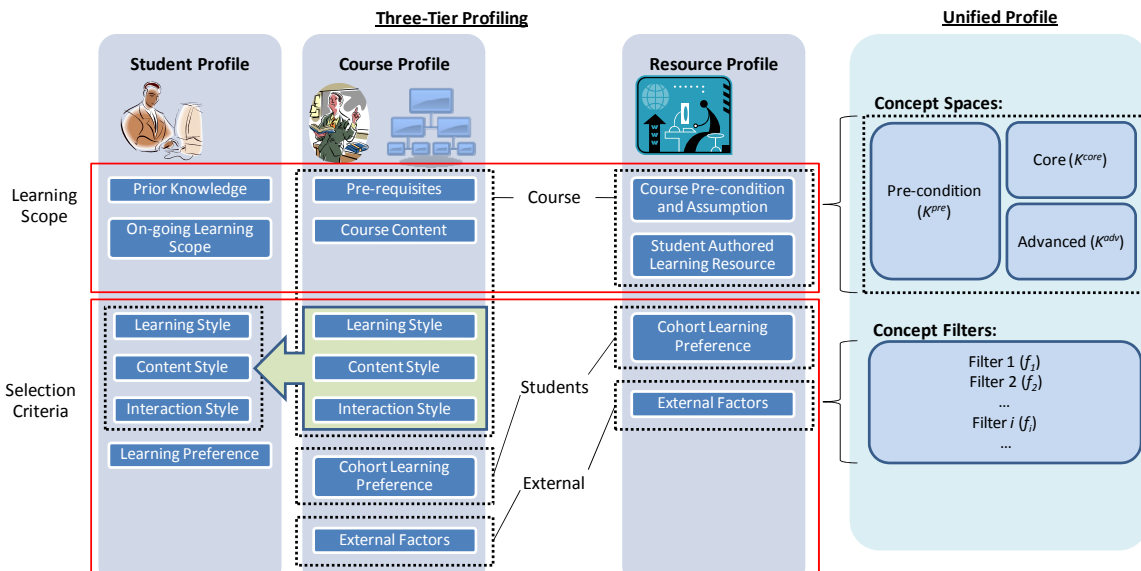 Three-Tier Profiling
Unified Profile
Student Profile
Course Profile
Resource Profile
WWW
Learning
Scope
Prior Knowledge
On-going Learning
Scope
Pre-requisites
Course Content
Course
Course Pre-condition
and Assumption
Student Authored
Learning Resource
Concept Spaces:
Pre-condition
(K^pre)
Core (K^core)
Advanced (K^adv)
Selection
Criteria
Learning Style
Content Style
Interaction Style
Learning Preference
Learning Style
Content Style
Interaction Style
Cohort Learning
Preference
External Factors
Students
External
Cohort Learning
Preference
External Factors
Concept Filters:
Filter 1 (f_1)
Filter 2 (f_2)
...
Filter i (f_i)
...